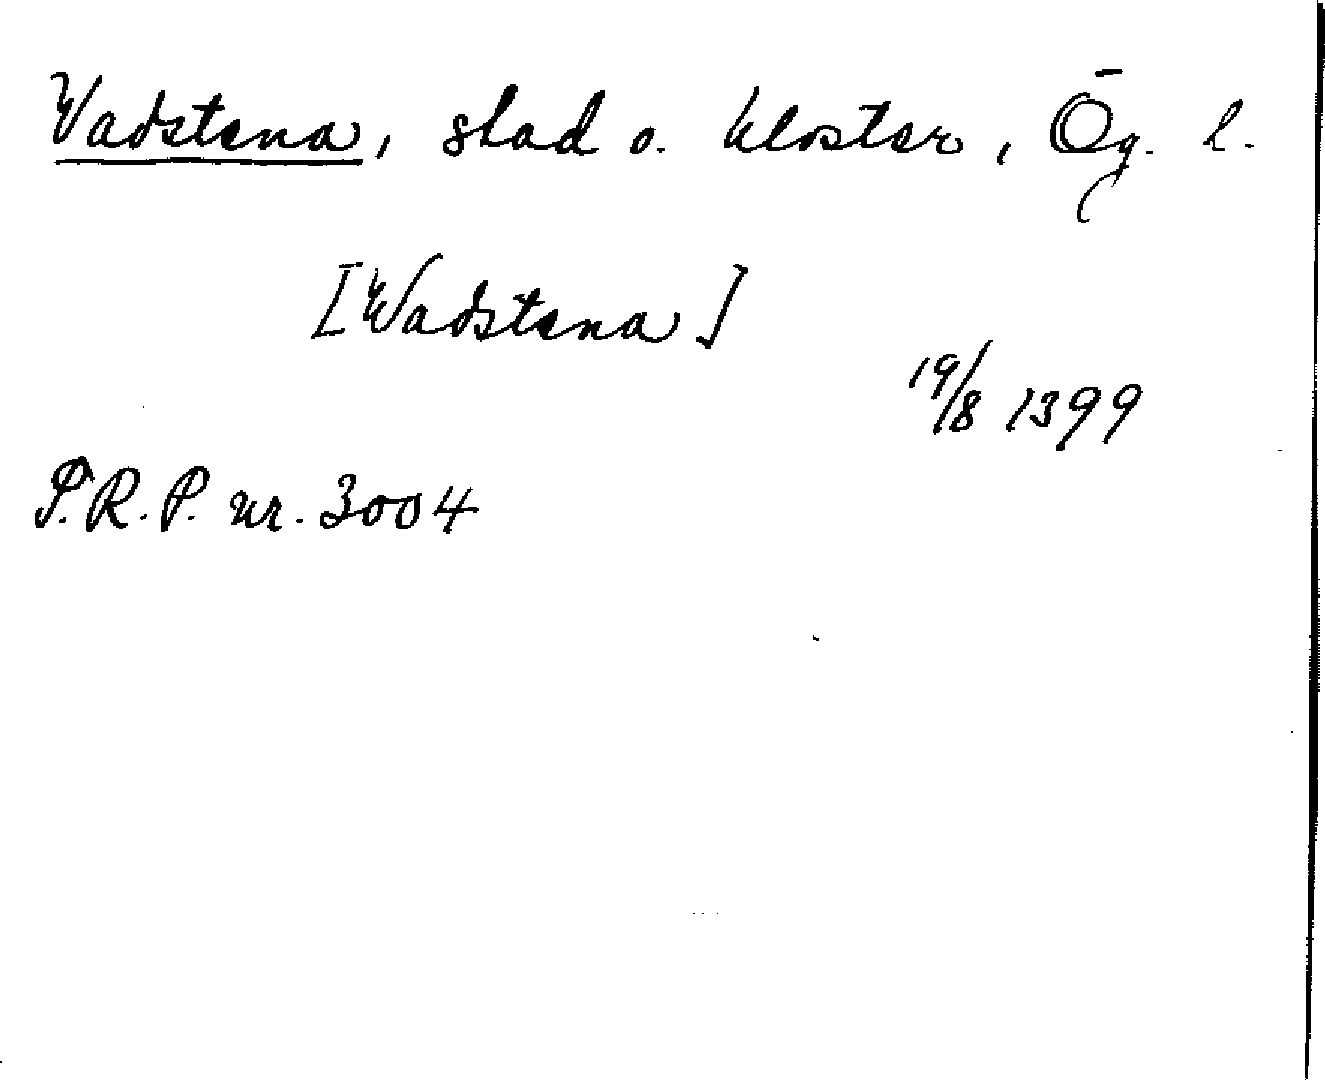 Vadstena, stad o. kloster, Ög. l.
[Wadstena]
19/8 1399
P.R.P. nr. 3004